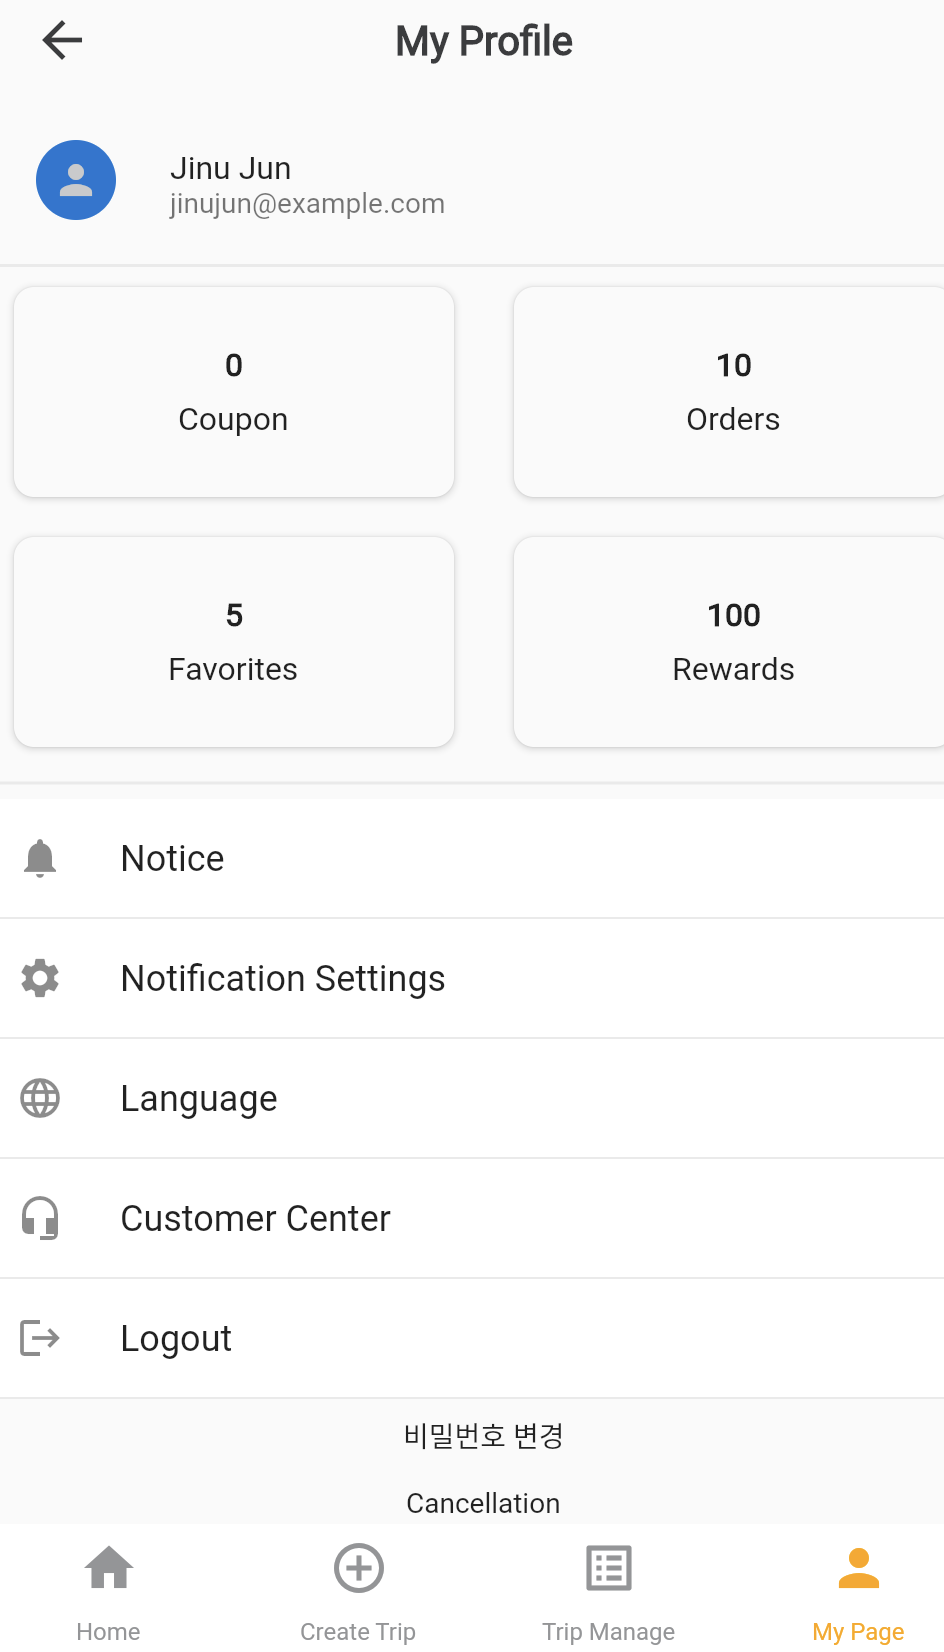 My Profile
Jinu Jun
jinujun@example.com
0
Coupon
10
Orders
5
Favorites
100
Rewards
Notice
Notification Settings
Language
Customer Center
Logout
비밀번호 변경
Cancellation
Home
Create Trip
Trip Manage
My Page